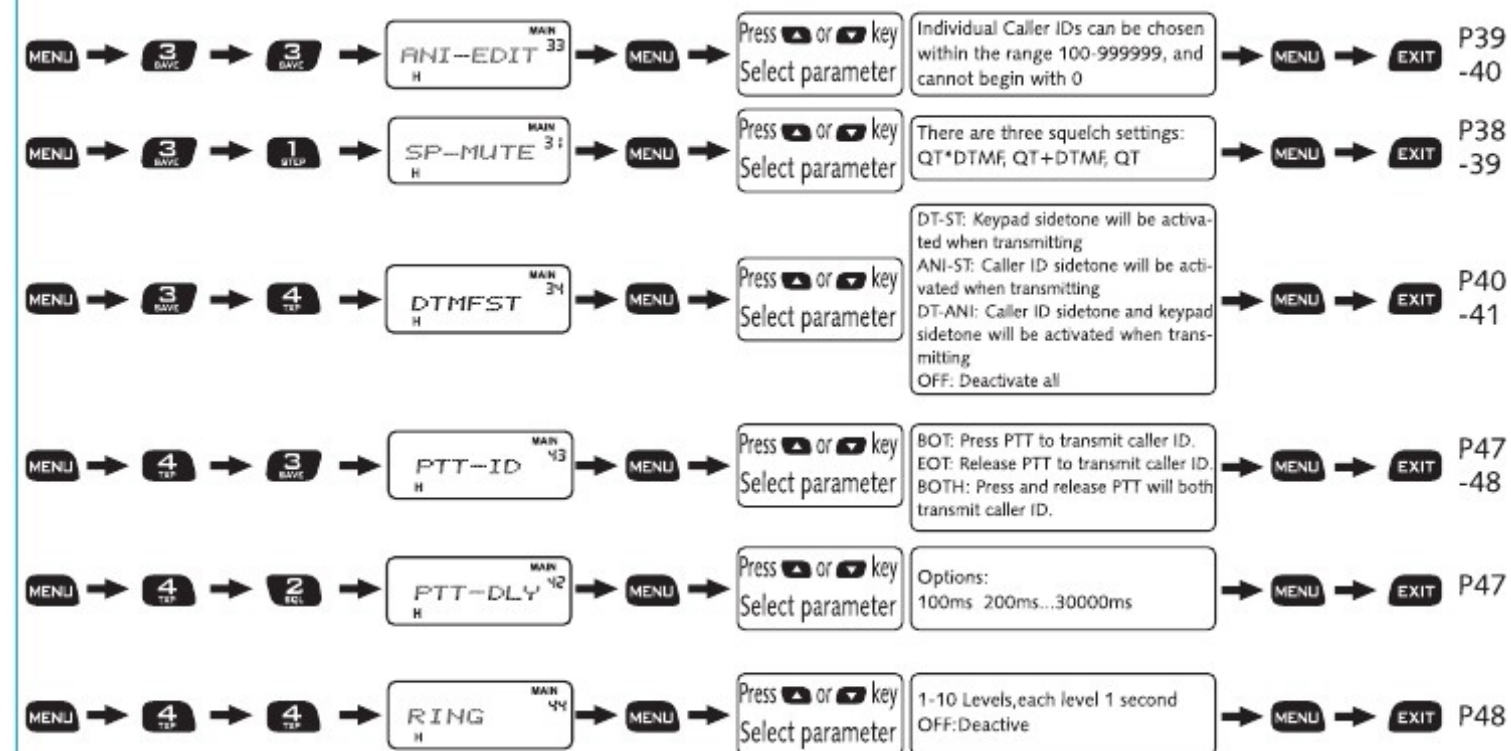 MENU 3 SAVE 3 SAVE MAIN 33 ANI-EDIT H MENU
Press or key
Select parameter
Individual Caller IDs can be chosen
within the range 100-999999, and
cannot begin with 0
MENU EXIT
P39
-40
MENU 3 SAVE 1 STEP MAIN 31 SP-MUTE H MENU
Press or key
Select parameter
There are three squelch settings:
QT*DTMF, QT+DTMF, QT
MENU EXIT
P38
-39
MENU 3 SAVE 4 TXP MAIN 34 DTMFST H MENU
Press or key
Select parameter
DT-ST: Keypad sidetone will be activa-
ted when transmitting
ANI-ST: Caller ID sidetone will be acti-
vated when transmitting
DT-ANI: Caller ID sidetone and keypad
sidetone will be activated when trans-
mitting
OFF: Deactivate all
MENU EXIT
P40
-41
MENU 4 TXP 3 SAVE MAIN 43 PTT-ID H MENU
Press or key
Select parameter
BOT: Press PTT to transmit caller ID.
EOT: Release PTT to transmit caller ID.
BOTH: Press and release PTT will both
transmit caller ID.
MENU EXIT
P47
-48
MENU 4 TXP 2 SQL MAIN 42 PTT-DLY H MENU
Press or key
Select parameter
Options:
100ms 200ms...30000ms
MENU EXIT
P47
MENU 4 TXP 4 TXP MAIN 44 RING H MENU
Press or key
Select parameter
1-10 Levels,each level 1 second
OFF:Deactive
MENU EXIT
P48